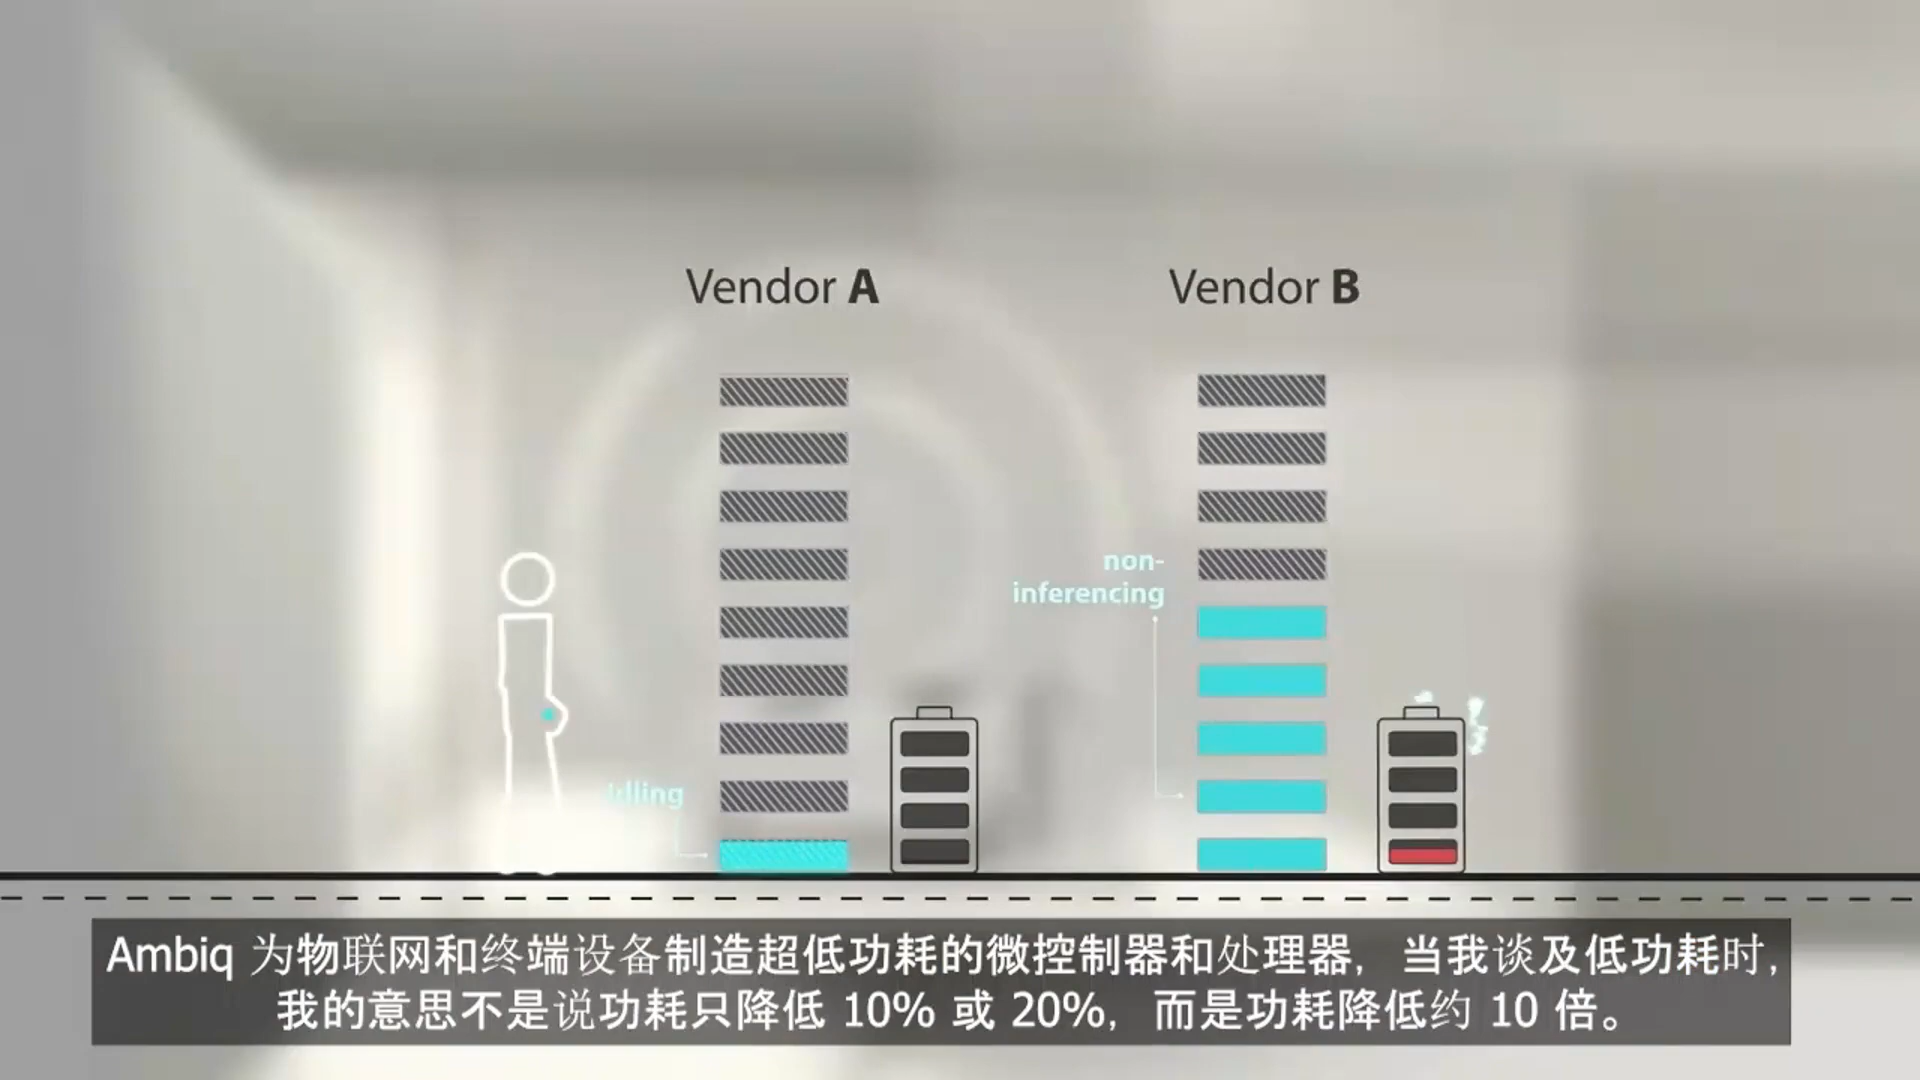 Vendor A
Vendor B
non-
inferencing
idling
Ambiq 为物联网和终端设备制造超低功耗的微控制器和处理器，当我谈及低功耗时，
我的意思不是说功耗只降低 10% 或 20%，而是功耗降低约 10 倍。